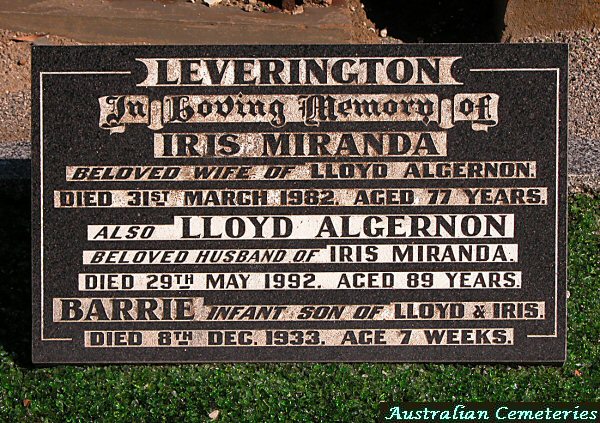 LEVERINGTON
In Loving Memory of
IRIS MIRANDA
BELOVED WIFE OF LLOYD ALGERNON.
DIED 31ST MARCH 1982. AGED 77 YEARS.
ALSO LLOYD ALGERNON
BELOVED HUSBAND OF IRIS MIRANDA.
DIED 29TH MAY 1992. AGED 89 YEARS.
BARRIE INFANT SON OF LLOYD & IRIS.
DIED 8TH DEC. 1933. AGE 7 WEEKS.
Australian Cemeteries